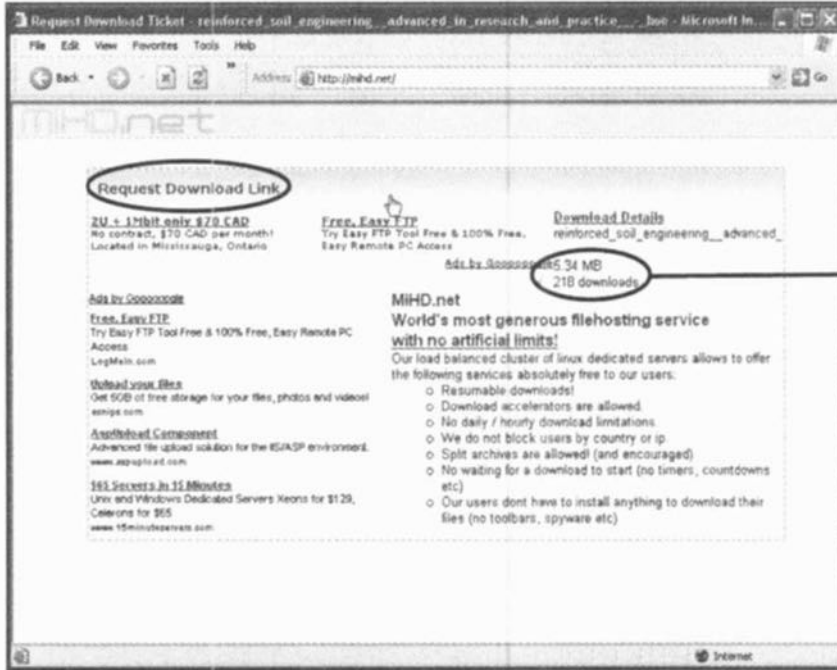 Request Download Ticket - reinforced_soil_engineering__advanced_in_research_and_practice__-_boo - Microsoft In...
File Edit View Favorites Tools Help
Back
Address http://mihd.net/
Go
MiHD.net
Request Download Link
2U + 1Mbit only $70 CAD
No contract, $70 CAD per month!
Located in Mississauga, Ontario
Free, Easy FTP
Try Easy FTP Tool Free & 100% Free,
Easy Remote PC Access
Download Details
reinforced_soil_engineering__advanced_
Ads by Goooooogle
5.34 MB
218 downloads
Ads by Goooooogle
Free, Easy FTP
Try Easy FTP Tool Free & 100% Free, Easy Remote PC
Access
LogMeIn.com
Upload your files
Get 5GB of free storage for your files, photos and videos!
esnips.com
AspUpload Component
Advanced file upload solution for the IIS/ASP environment.
www.aspupload.com
$65 Servers in 15 Minutes
Unix and Windows Dedicated Servers Xeons for $129,
Celerons for $65
www.15minuteservers.com
MiHD.net
World's most generous filehosting service
with no artificial limits!
Our load balanced cluster of linux dedicated servers allows to offer
the following services absolutely free to our users:
o Resumable downloads!
o Download accelerators are allowed
o No daily / hourly download limitations
o We do not block users by country or ip
o Split archives are allowed! (and encouraged)
o No waiting for a download to start (no timers, countdowns
etc)
o Our users dont have to install anything to download their
files (no toolbars, spyware etc)
Internet